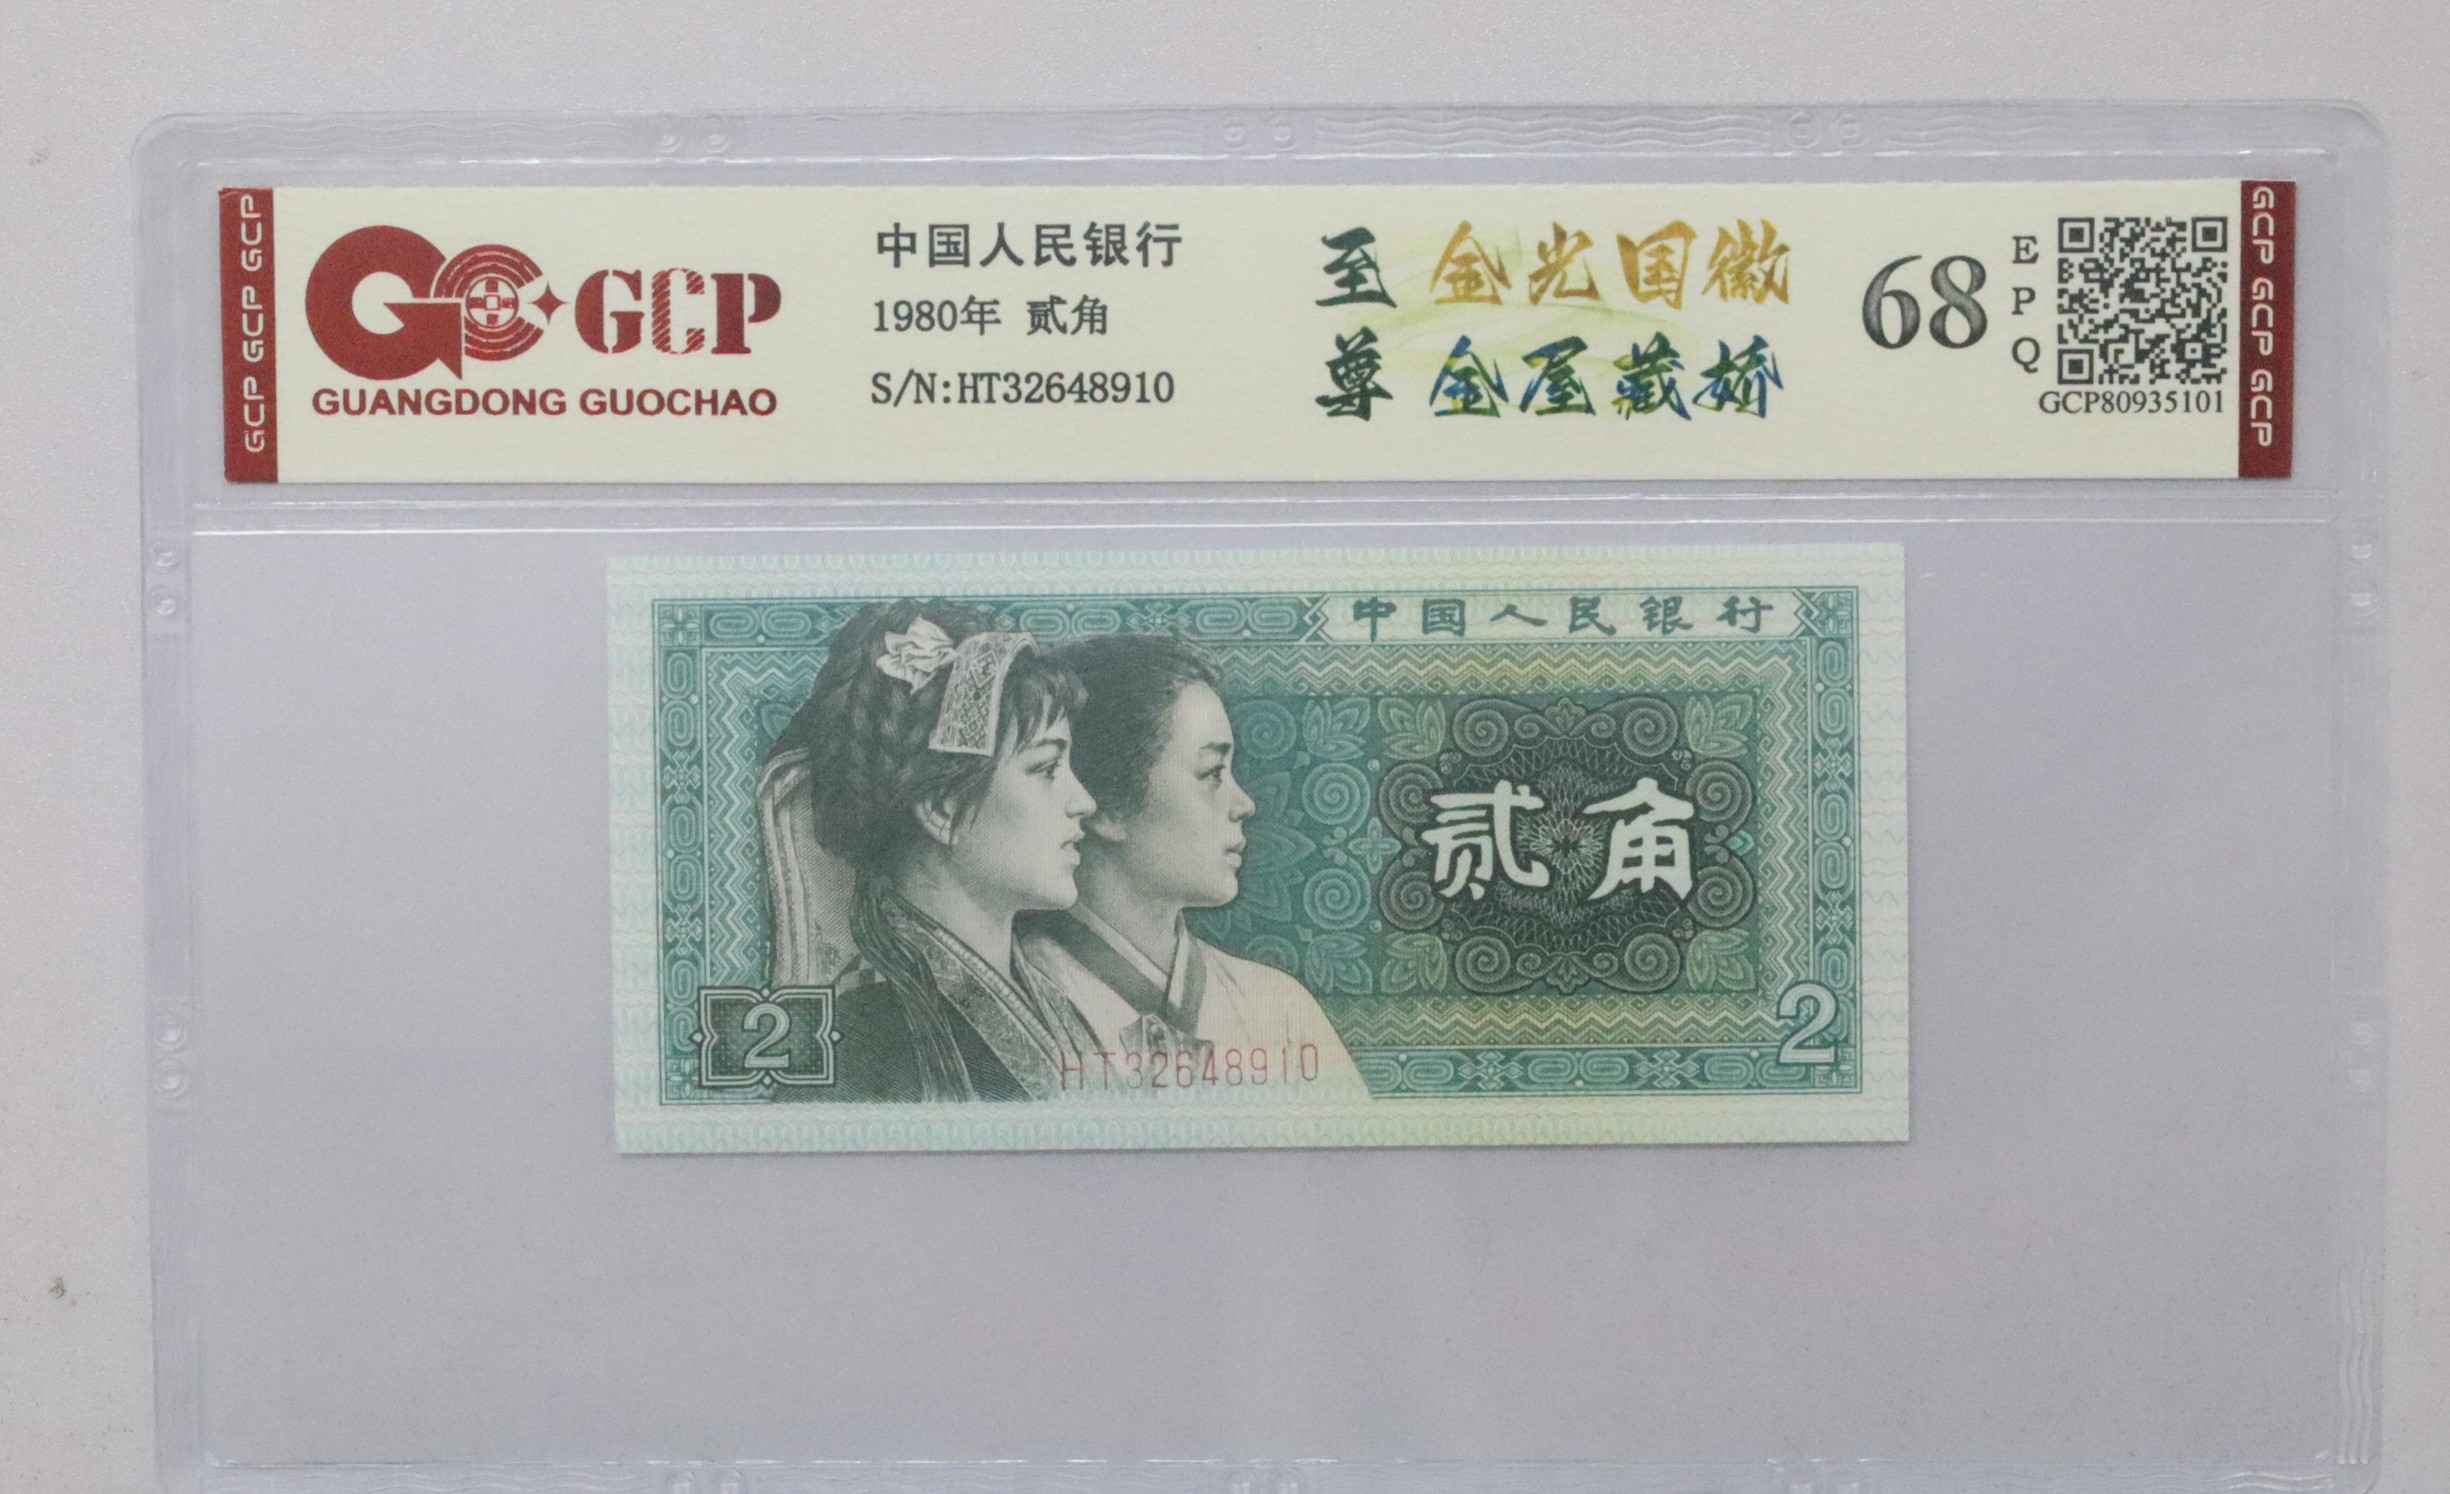 GCP GCP GCP
GCP
GUANGDONG GUOCHAO
中国人民银行
1980年 贰角
S/N:HT32648910
至尊
金光国徽
金屋藏娇
68
EPQ
GCP80935101
GCP GCP GCP
中国人民银行
贰角
2
2
HT32648910